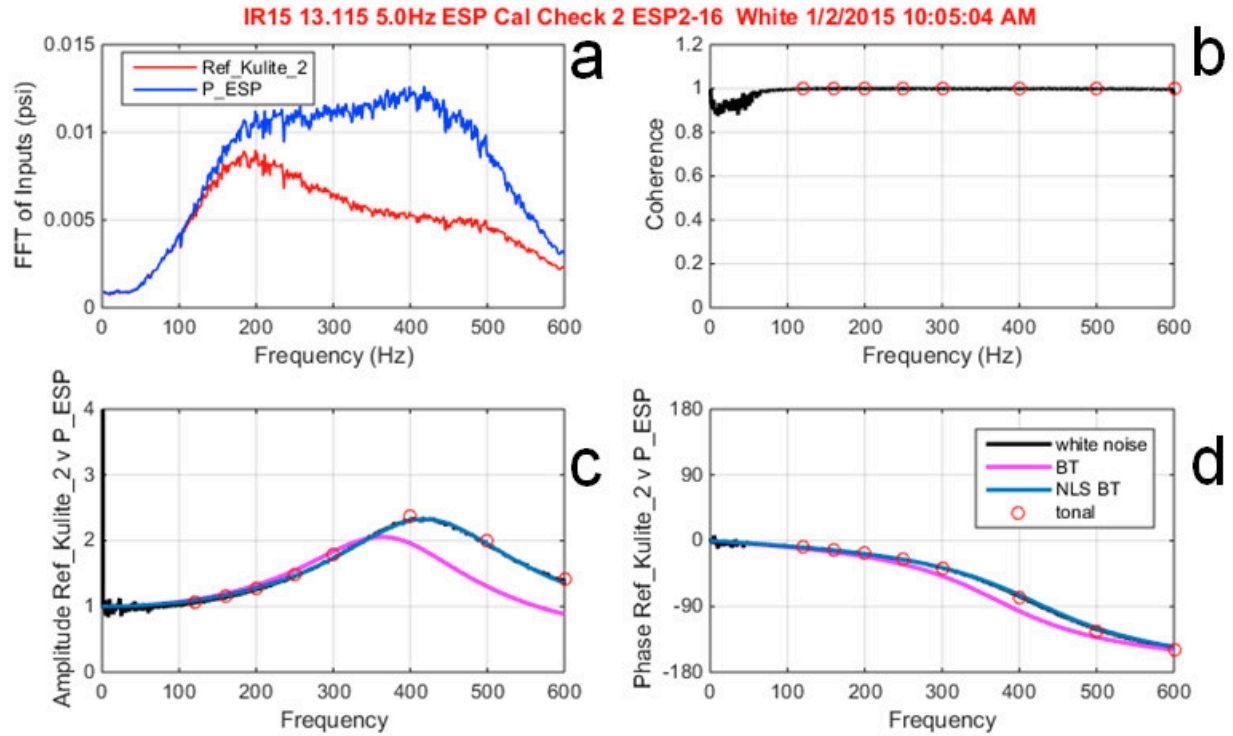 IR15 13.115 5.0Hz ESP Cal Check 2 ESP2-16 White 1/2/2015 10:05:04 AM
a
FFT of Inputs (psi)
0.015
0.01
0.005
0
Ref_Kulite_2
P_ESP
0 100 200 300 400 500 600
Frequency (Hz)
b
Coherence
1.2
1
0.8
0.6
0.4
0.2
0
0 100 200 300 400 500 600
Frequency (Hz)
c
Amplitude Ref_Kulite_2 v P_ESP
4
3
2
1
0
0 100 200 300 400 500 600
Frequency
d
Phase Ref_Kulite_2 v P_ESP
180
90
0
-90
-180
white noise
BT
NLS BT
tonal
0 100 200 300 400 500 600
Frequency